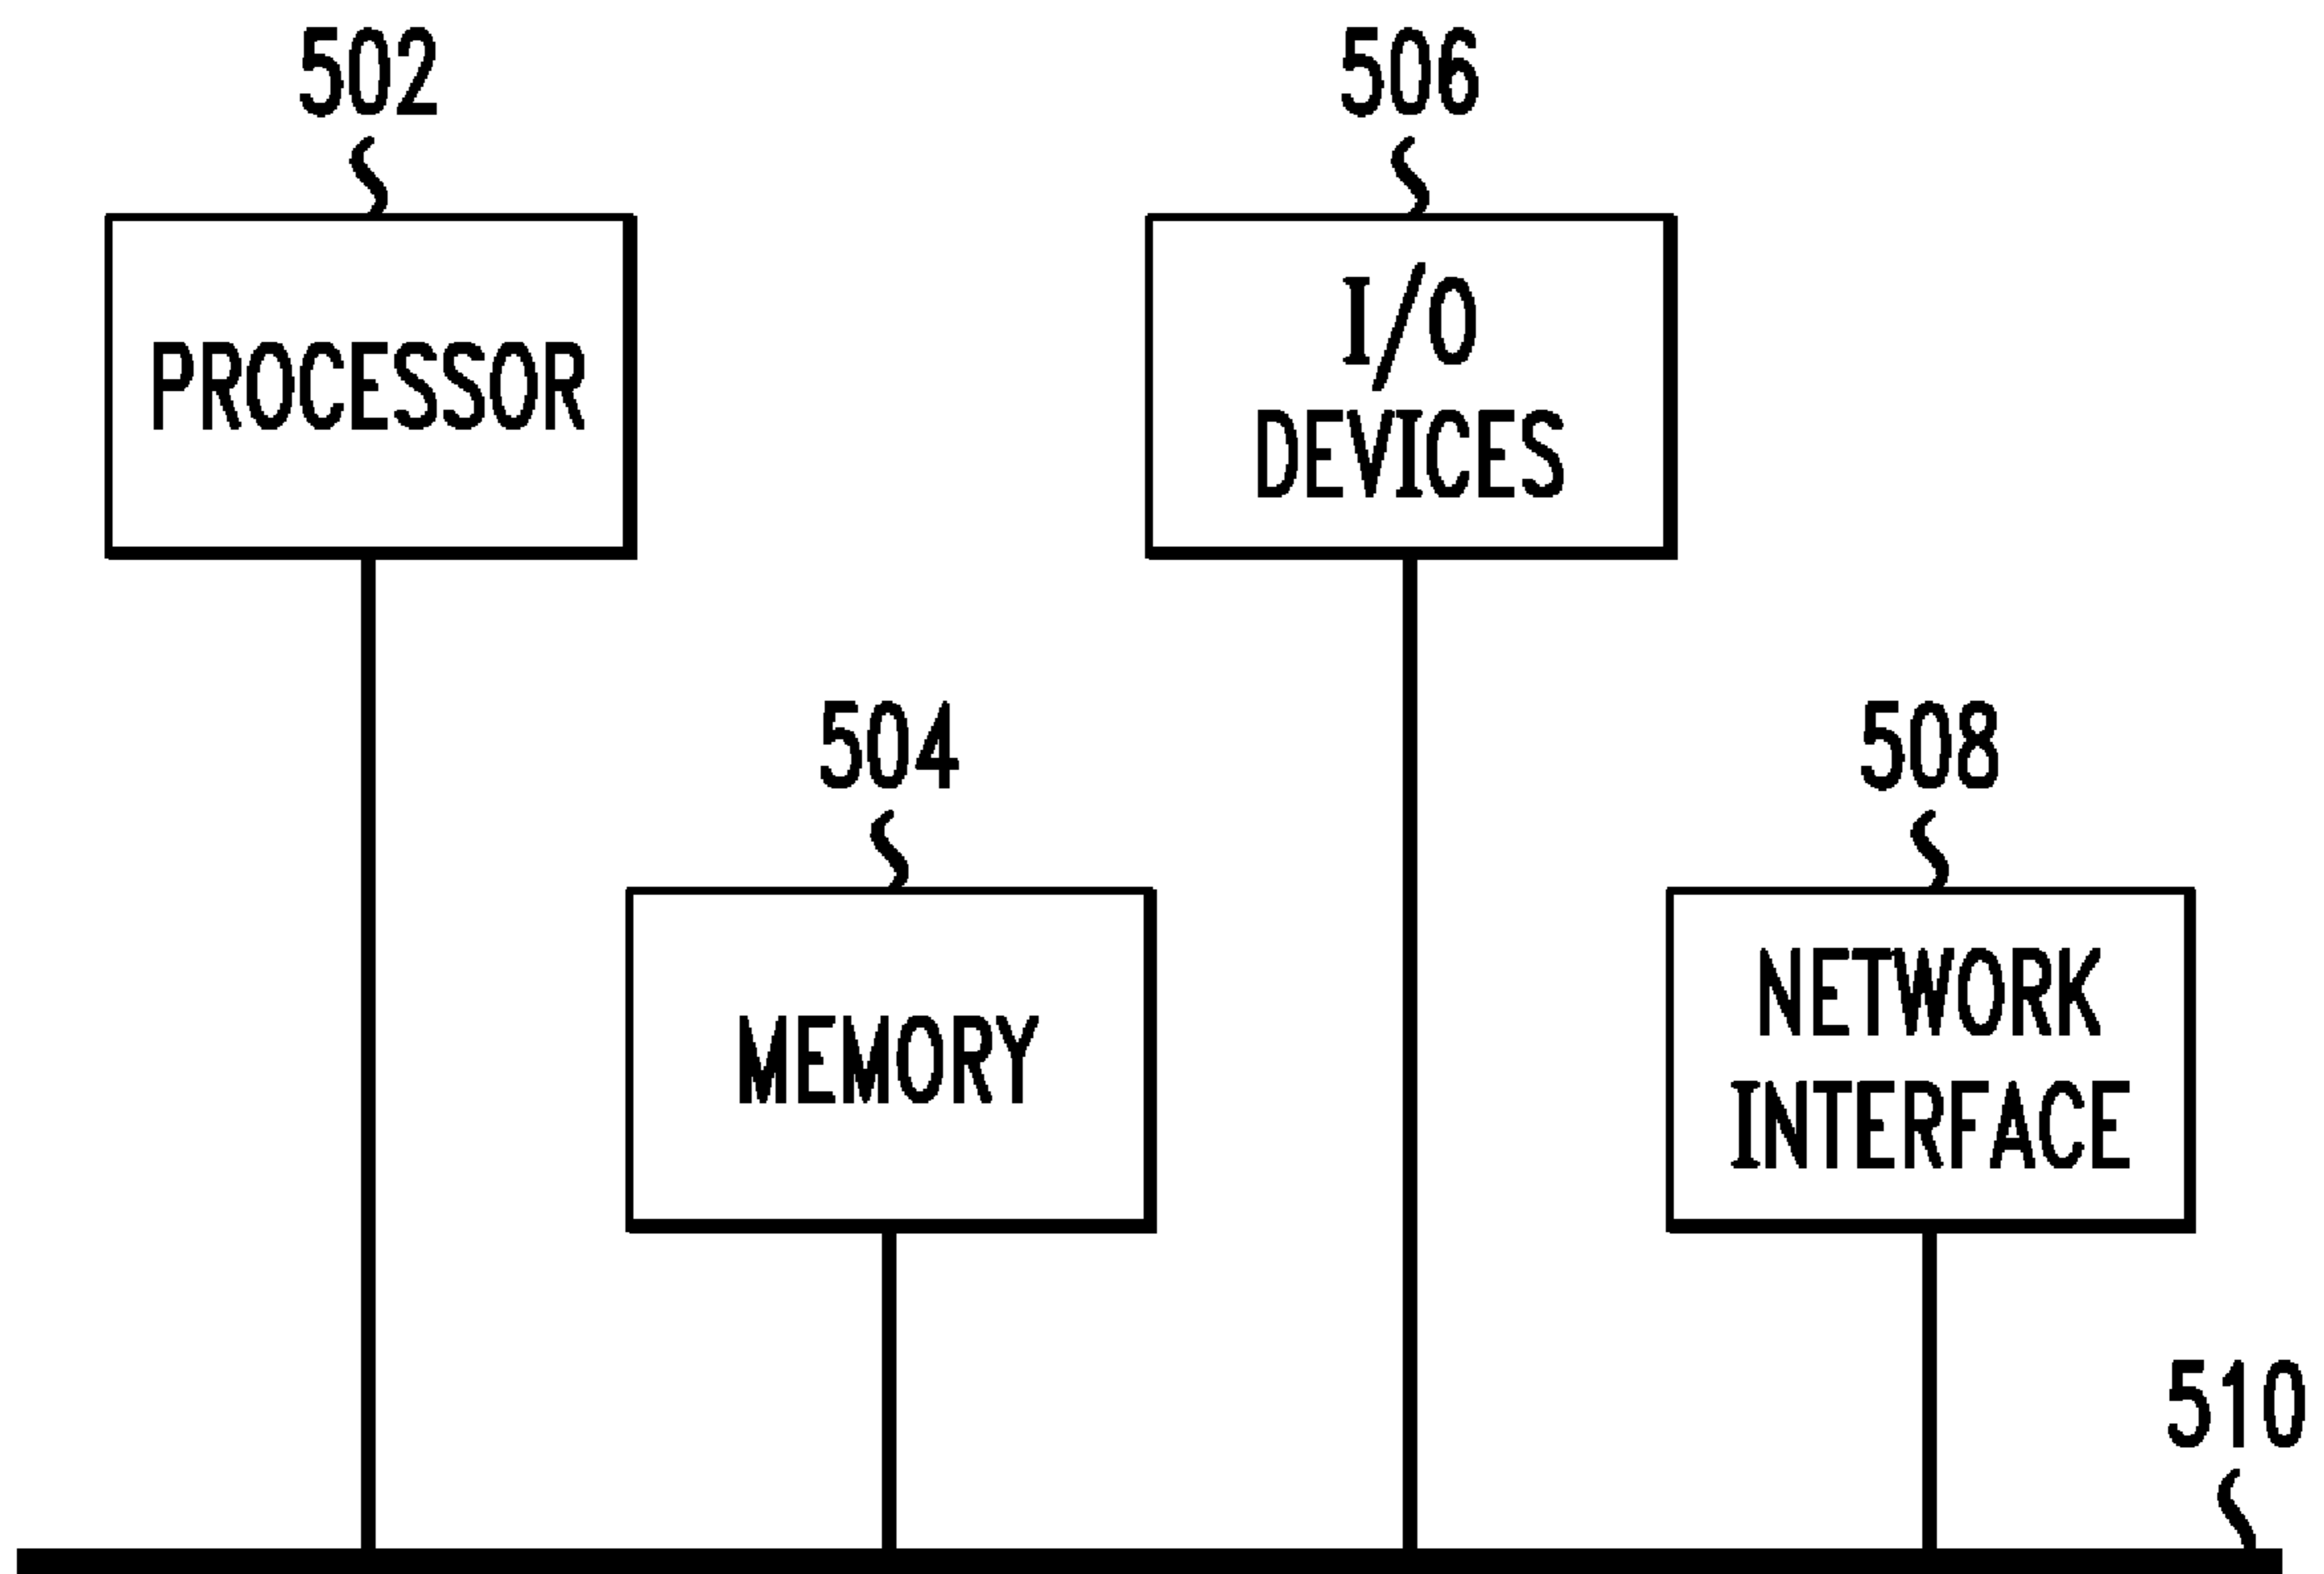 502
PROCESSOR
506
I/O
DEVICES
504
MEMORY
508
NETWORK
INTERFACE
510